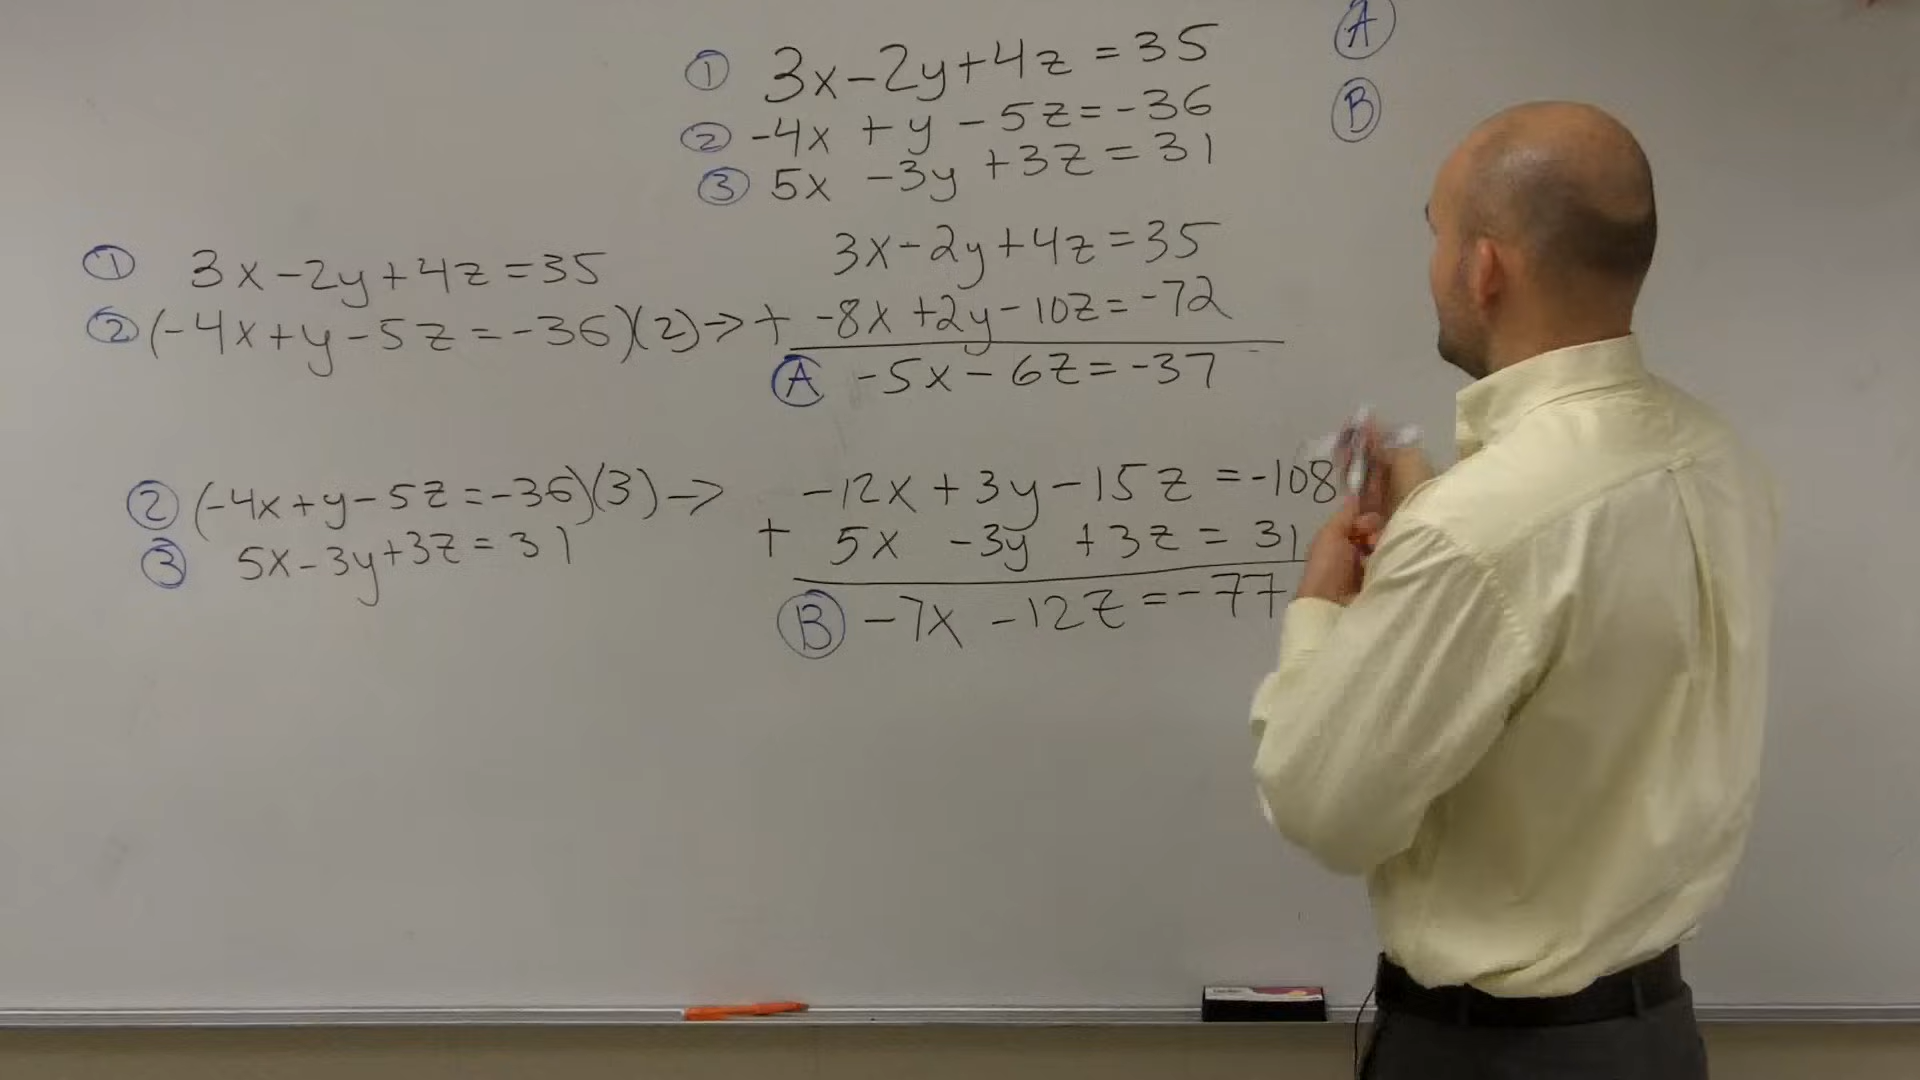 ① 3x-2y+4z=35
② -4x+y-5z=-36
③ 5x-3y+3z=31
Ⓐ
Ⓑ
① 3x-2y+4z=35
② (-4x+y-5z=-36)(2)→
3x-2y+4z=35
+ -8x+2y-10z=-72
Ⓐ -5x-6z=-37
② (-4x+y-5z=-36)(3)→
③ 5x-3y+3z=31
-12x+3y-15z=-108
+ 5x-3y+3z=31
Ⓑ -7x-12z=-77